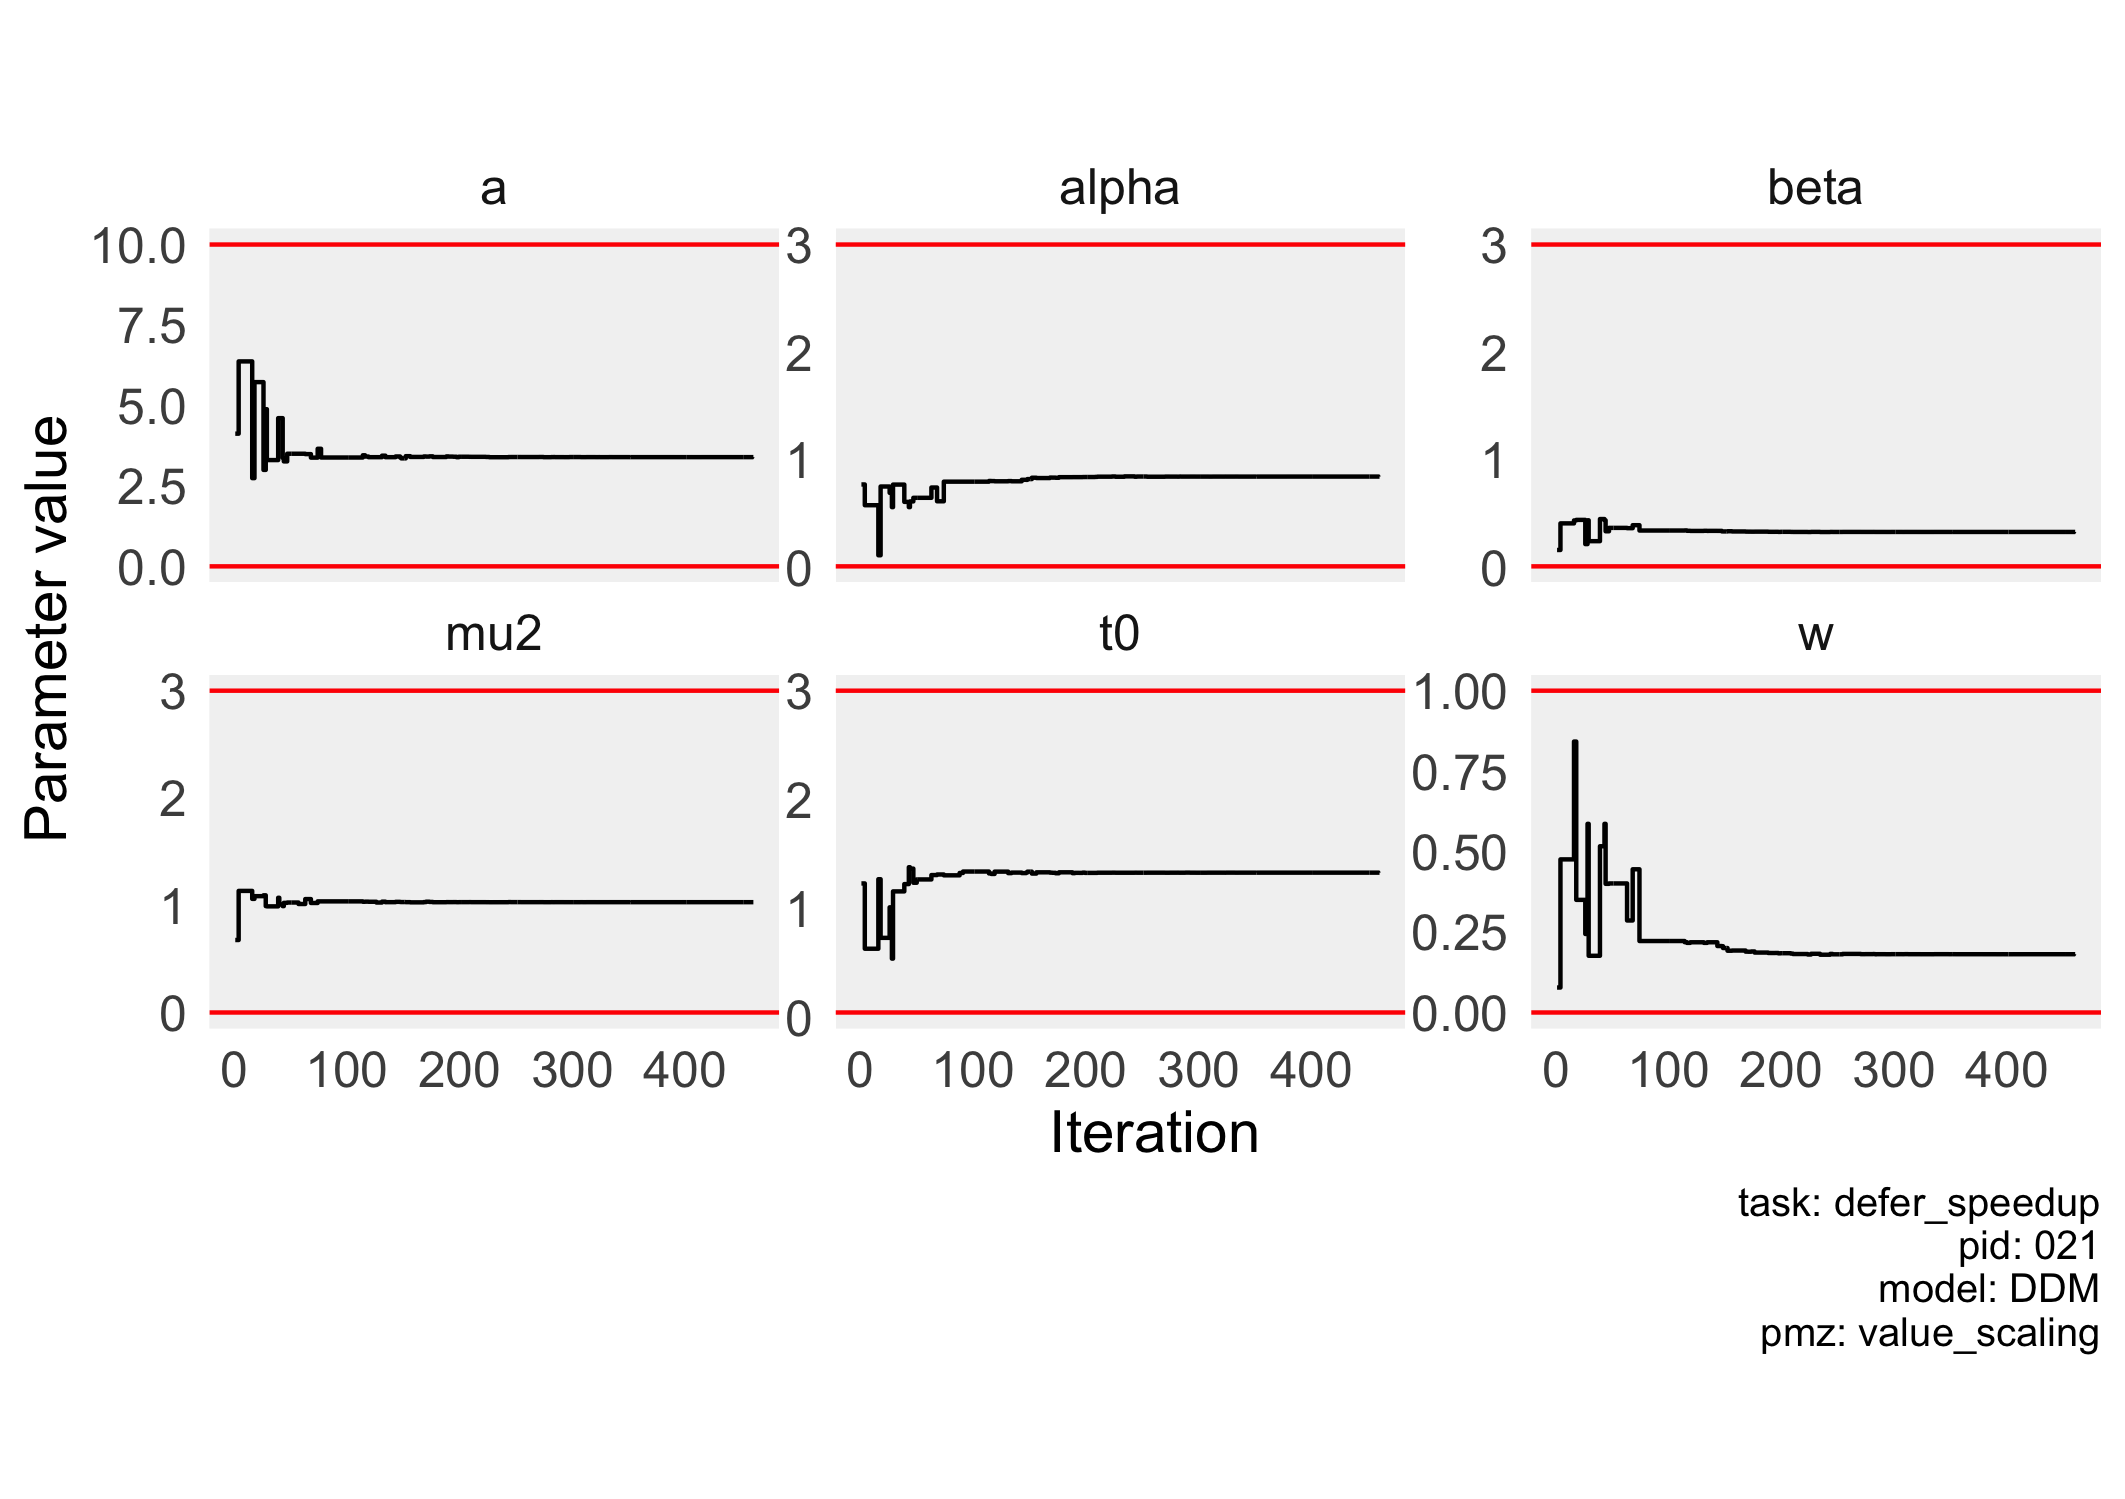 a
alpha
beta
10.0
7.5
5.0
2.5
0.0
3
2
1
0
3
2
1
0
mu2
t0
w
3
2
1
0
3
2
1
0
1.00
0.75
0.50
0.25
0.00
0 100 200 300 400
0 100 200 300 400
0 100 200 300 400
Parameter value
Iteration
task: defer_speedup
pid: 021
model: DDM
pmz: value_scaling